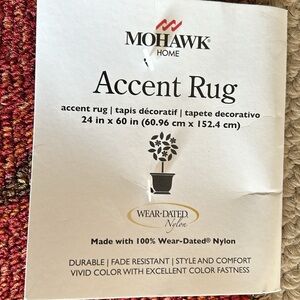 MOHAWK
HOME
Accent Rug
accent rug | tapis décoratif | tapete decorativo
24 in x 60 in (60.96 cm x 152.4 cm)
WEAR-DATED
Nylon
Made with 100% Wear-Dated® Nylon
DURABLE | FADE RESISTANT | STYLE AND COMFORT
VIVID COLOR WITH EXCELLENT COLOR FASTNESS